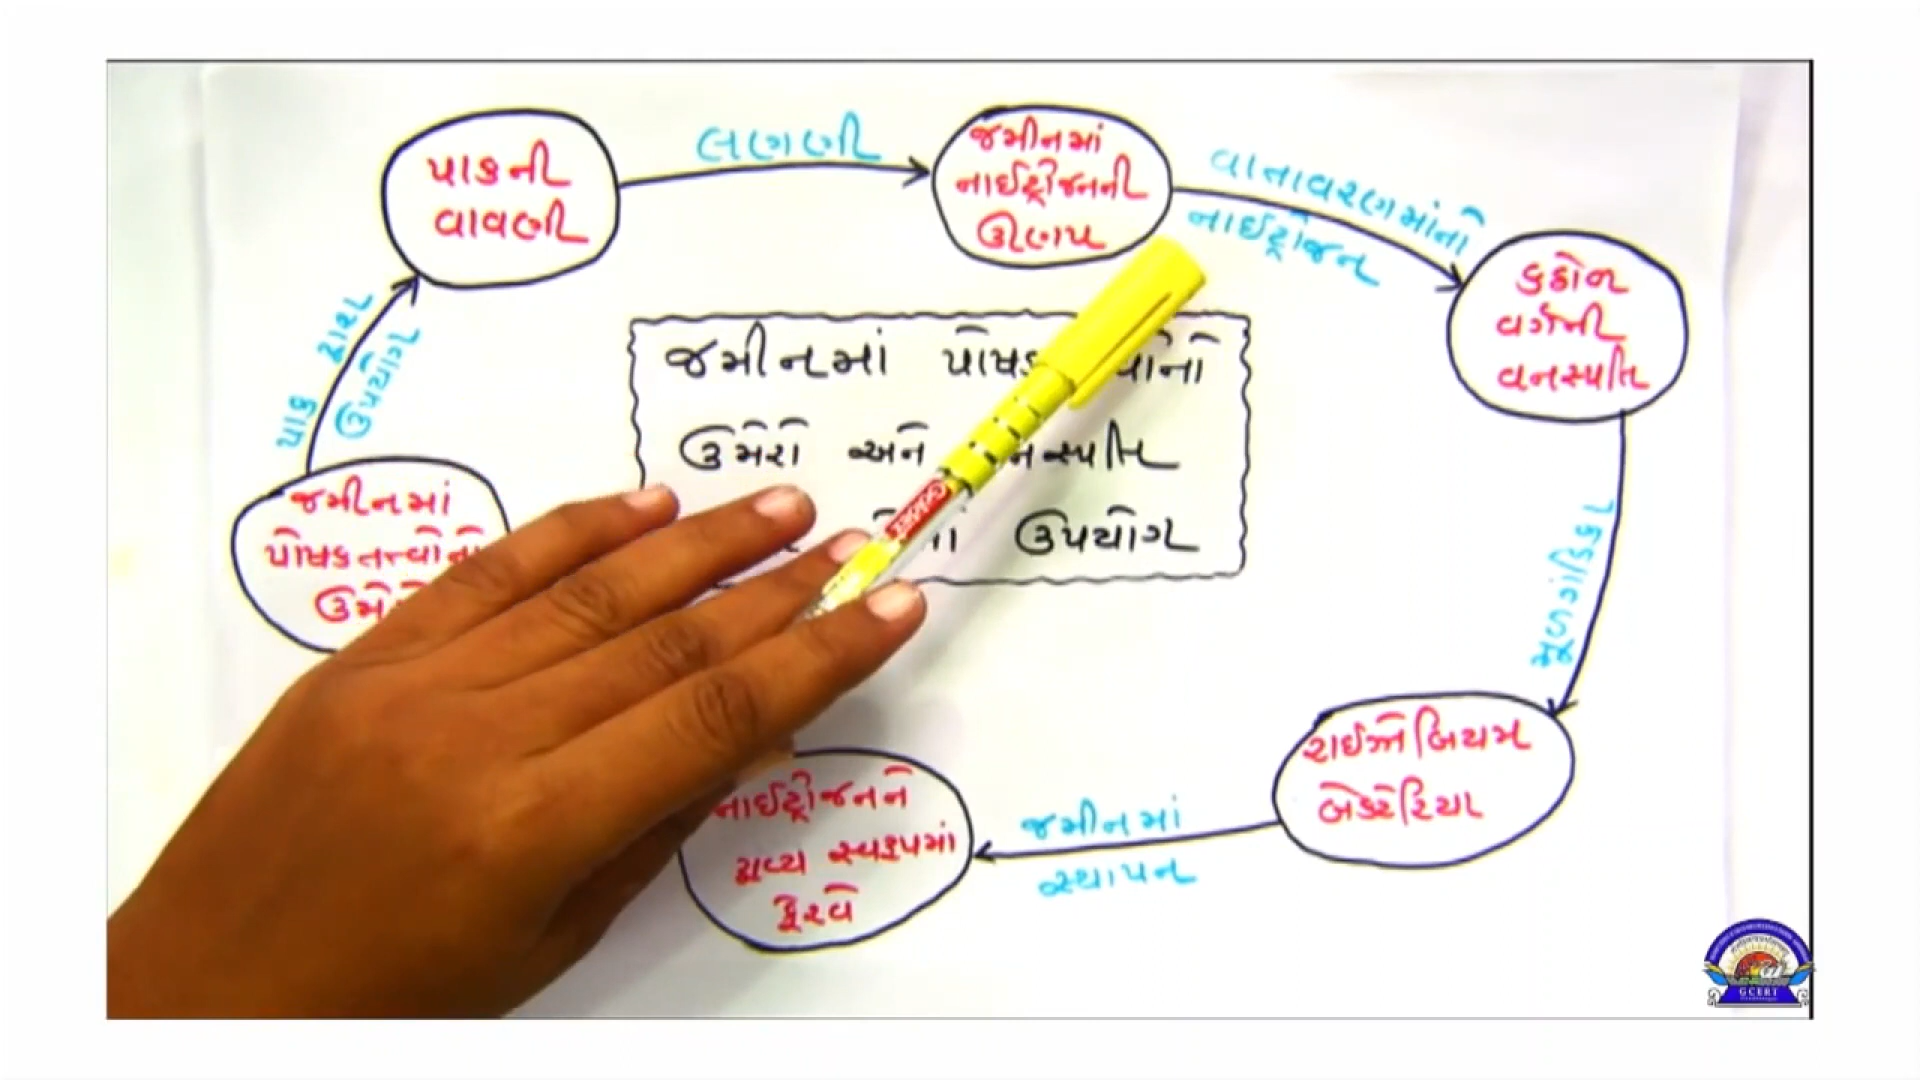 પાકની
વાવણી
લણણી
જમીનમાં
નાઈટ્રોજનની
ઊણપ
વાતાવરણમાંનો
નાઈટ્રોજન
કઠોળ
વર્ગની
વનસ્પતિ
મૂળગંડિકા
રાઈઝોબિયમ
બેક્ટેરિયા
જમીનમાં
સ્થાપન
નાઈટ્રોજનને
દ્રાવ્ય સ્વરૂપમાં
ફેરવે
જમીનમાં
પોષકતત્ત્વોનો
પાક દ્વારા
ઉપયોગ
જમીનમાં
ઉમેરો અને
ઉપયોગ
GCERT